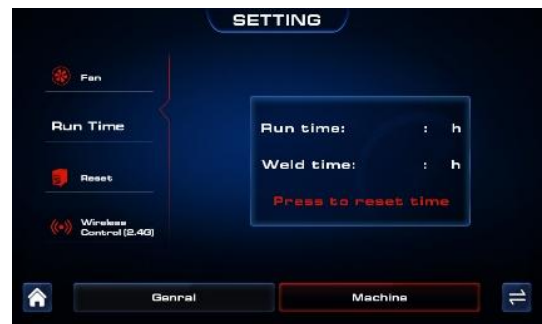 SETTING
Fan
Run Time
Reset
Wireless
Control (2.4G)
Run time: : h
Weld time: : h
Press to reset time
Genral
Machine